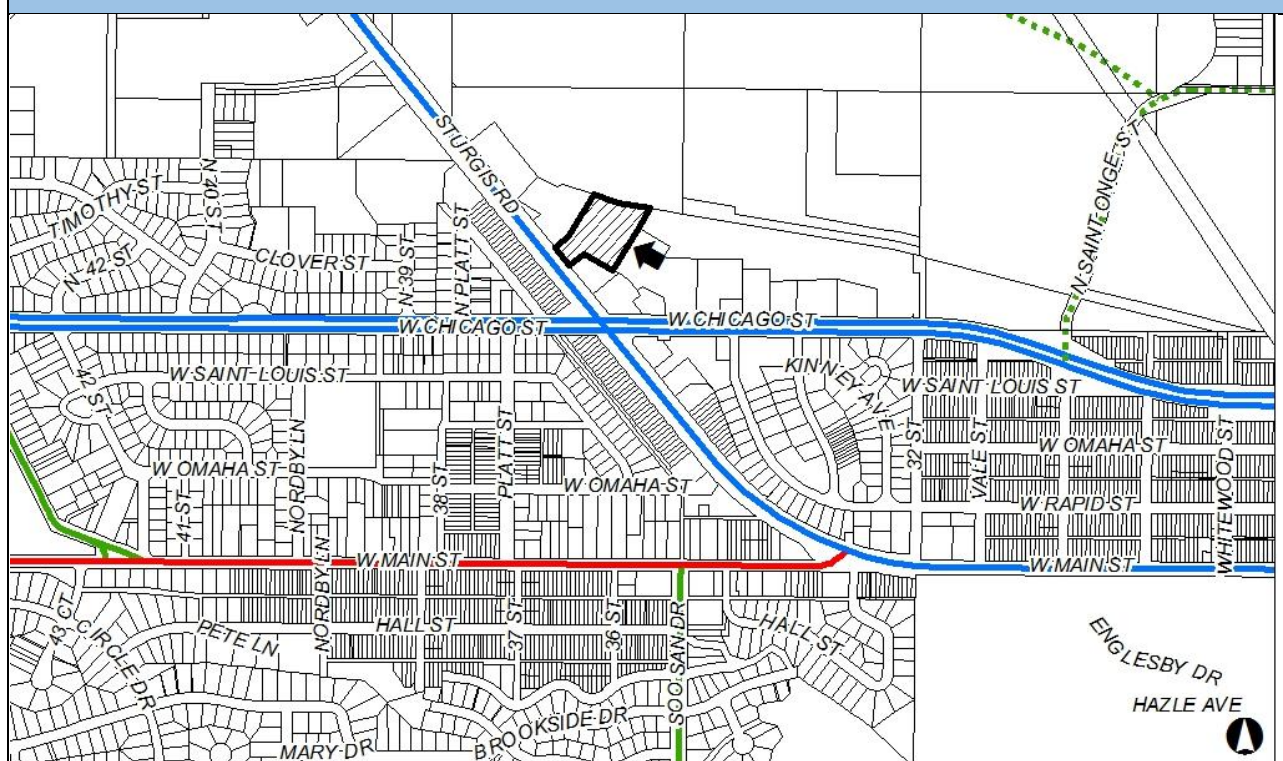 STURGIS RD
N SAINT ONGE ST
TIMOTHY ST
N 40 ST
N 42 ST
CLOVER ST
N 39 ST
N PLATT ST
W CHICAGO ST
W CHICAGO ST
KINNEY AVE
W SAINT LOUIS ST
W SAINT LOUIS ST
42 ST
PLATT ST
32 ST
VALE ST
W OMAHA ST
WHITEWOOD ST
W OMAHA ST
W OMAHA ST
NORDBY LN
38 ST
41 ST
W RAPID ST
W MAIN ST
W MAIN ST
43 CT
CIRCLE DR
PETE LN
NORDBY LN
HALL ST
37 ST
36 ST
SOO SAN DR
HALL ST
ENGLESBY DR
HAZLE AVE
BROOKSIDE DR
MARY DR